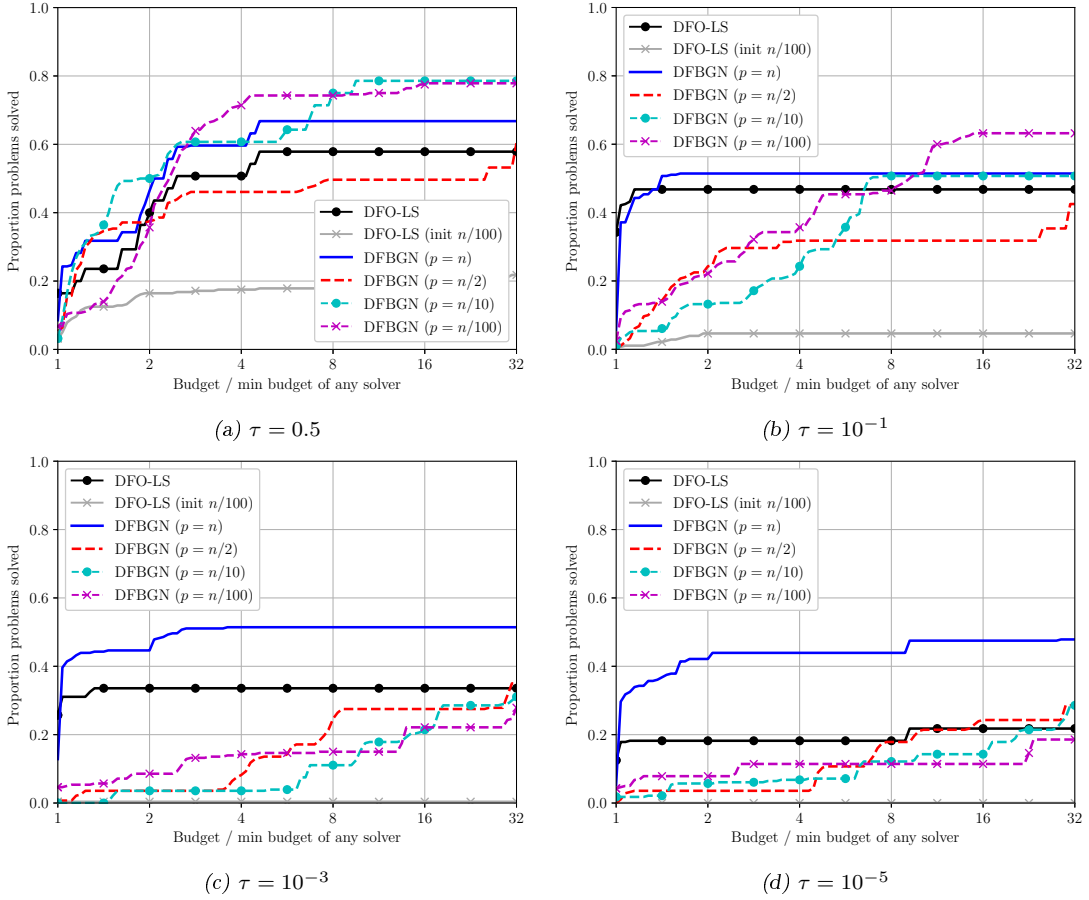 1.0
0.8
0.6
0.4
0.2
0.0
Proportion problems solved
DFO-LS
DFO-LS (init n/100)
DFBGN (p = n)
DFBGN (p = n/2)
DFBGN (p = n/10)
DFBGN (p = n/100)
1 2 4 8 16 32
Budget / min budget of any solver
(a) τ = 0.5
1.0
0.8
0.6
0.4
0.2
0.0
Proportion problems solved
DFO-LS
DFO-LS (init n/100)
DFBGN (p = n)
DFBGN (p = n/2)
DFBGN (p = n/10)
DFBGN (p = n/100)
1 2 4 8 16 32
Budget / min budget of any solver
(b) τ = 10⁻¹
1.0
0.8
0.6
0.4
0.2
0.0
Proportion problems solved
DFO-LS
DFO-LS (init n/100)
DFBGN (p = n)
DFBGN (p = n/2)
DFBGN (p = n/10)
DFBGN (p = n/100)
1 2 4 8 16 32
Budget / min budget of any solver
(c) τ = 10⁻³
1.0
0.8
0.6
0.4
0.2
0.0
Proportion problems solved
DFO-LS
DFO-LS (init n/100)
DFBGN (p = n)
DFBGN (p = n/2)
DFBGN (p = n/10)
DFBGN (p = n/100)
1 2 4 8 16 32
Budget / min budget of any solver
(d) τ = 10⁻⁵